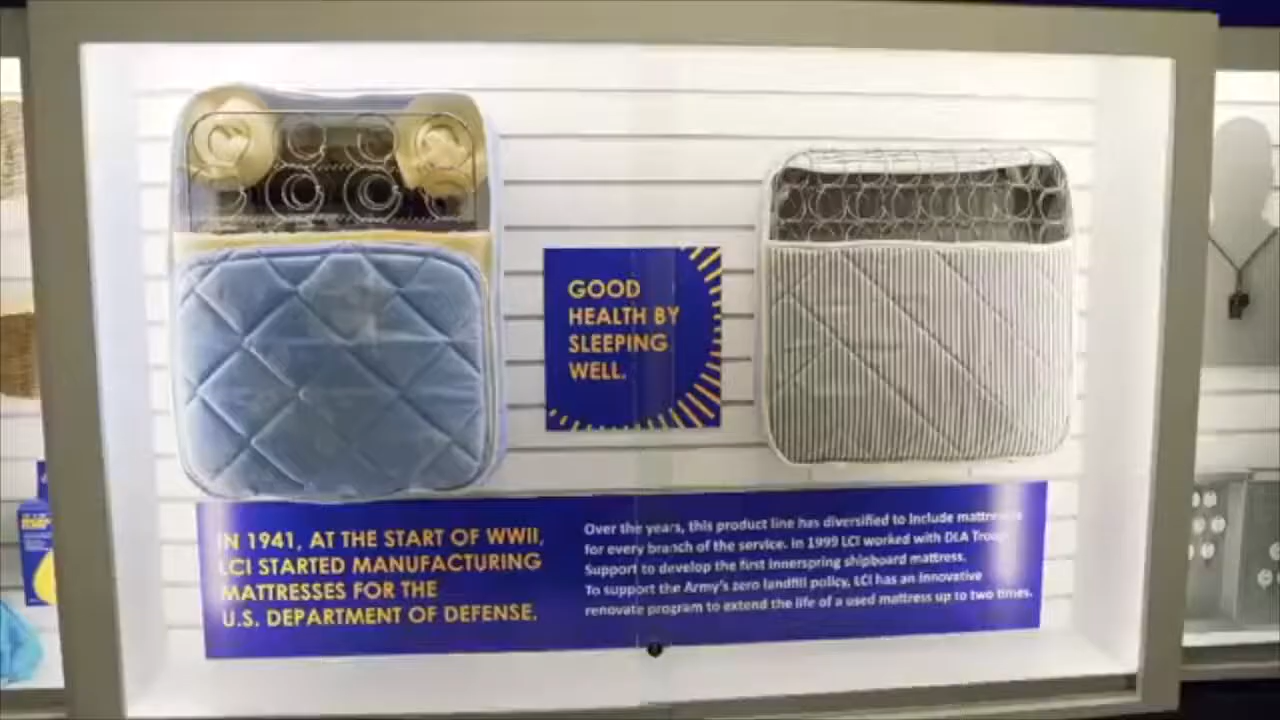 GOOD
HEALTH BY
SLEEPING
WELL.
IN 1941, AT THE START OF WWII,
LCI STARTED MANUFACTURING
MATTRESSES FOR THE
U.S. DEPARTMENT OF DEFENSE.
Over the years, this product line has diversified to include mattresses
for every branch of the service. In 1999 LCI worked with DLA Troop
Support to develop the first innerspring shipboard mattress.
To support the Army's zero landfill policy, LCI has an innovative
renovate program to extend the life of a used mattress up to two times.